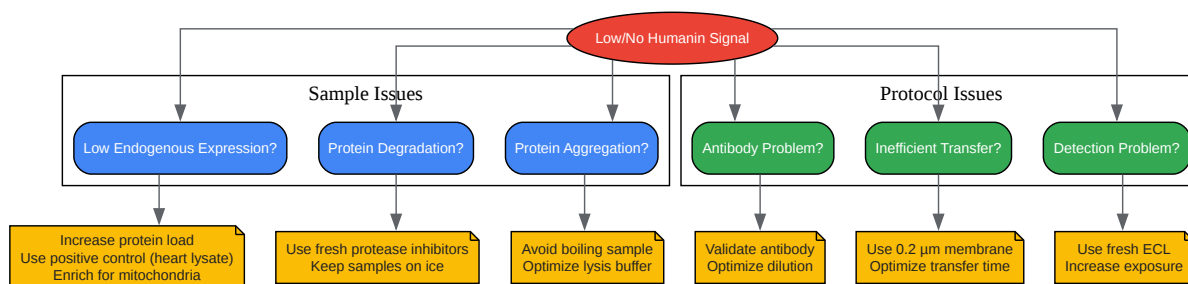 Low/No Humanin Signal
Sample Issues
Protocol Issues
Low Endogenous Expression?
Protein Degradation?
Protein Aggregation?
Antibody Problem?
Inefficient Transfer?
Detection Problem?
Increase protein load
Use positive control (heart lysate)
Enrich for mitochondria
Use fresh protease inhibitors
Keep samples on ice
Avoid boiling sample
Optimize lysis buffer
Validate antibody
Optimize dilution
Use 0.2 µm membrane
Optimize transfer time
Use fresh ECL
Increase exposure